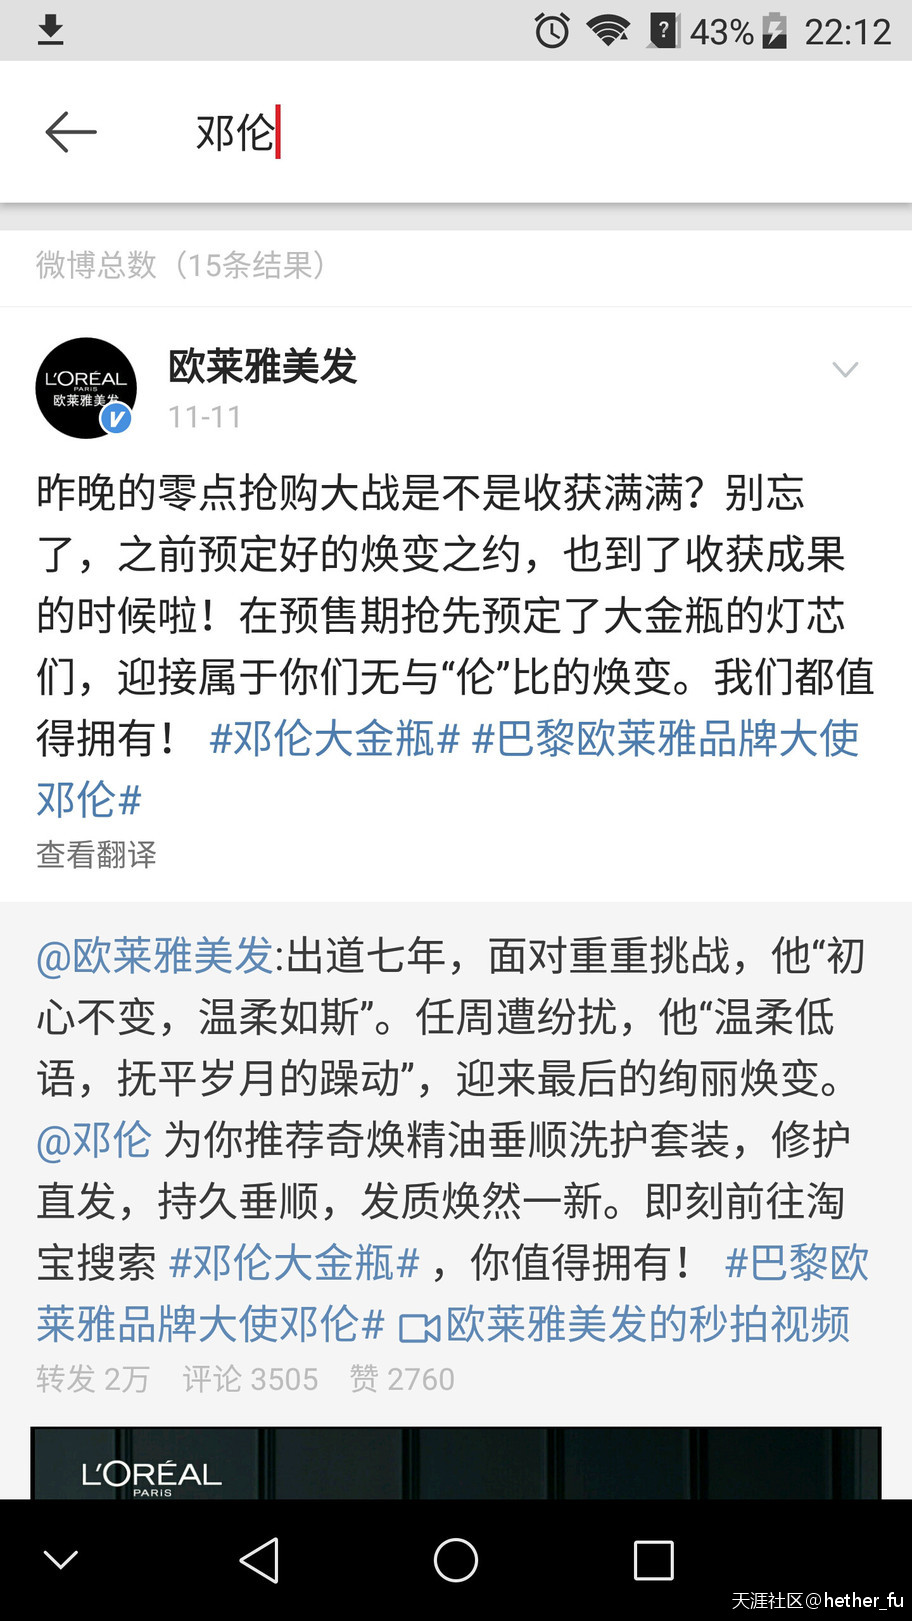 43% 22:12
邓伦
微博总数（15条结果）
L'ORÉAL
PARIS
欧莱雅美发
欧莱雅美发
11-11
昨晚的零点抢购大战是不是收获满满？别忘
了，之前预定好的焕变之约，也到了收获成果
的时候啦！在预售期抢先预定了大金瓶的灯芯
们，迎接属于你们无与“伦”比的焕变。我们都值
得拥有！ #邓伦大金瓶# #巴黎欧莱雅品牌大使
邓伦#
查看翻译
@欧莱雅美发:出道七年，面对重重挑战，他“初
心不变，温柔如斯”。任周遭纷扰，他“温柔低
语，抚平岁月的躁动”，迎来最后的绚丽焕变。
@邓伦 为你推荐奇焕精油垂顺洗护套装，修护
直发，持久垂顺，发质焕然一新。即刻前往淘
宝搜索 #邓伦大金瓶# ，你值得拥有！ #巴黎欧
莱雅品牌大使邓伦# 欧莱雅美发的秒拍视频
转发 2万 评论 3505 赞 2760
L'ORÉAL
PARIS
天涯社区@hether_fu